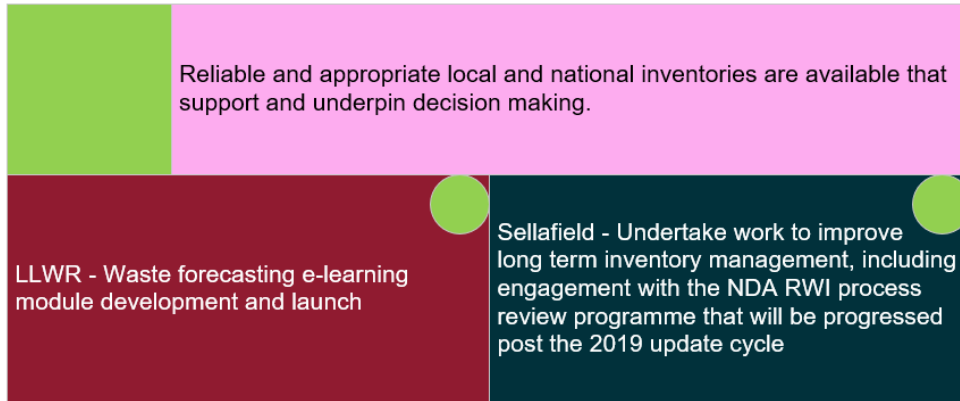 Reliable and appropriate local and national inventories are available that
support and underpin decision making.
LLWR - Waste forecasting e-learning
module development and launch
Sellafield - Undertake work to improve
long term inventory management, including
engagement with the NDA RWI process
review programme that will be progressed
post the 2019 update cycle